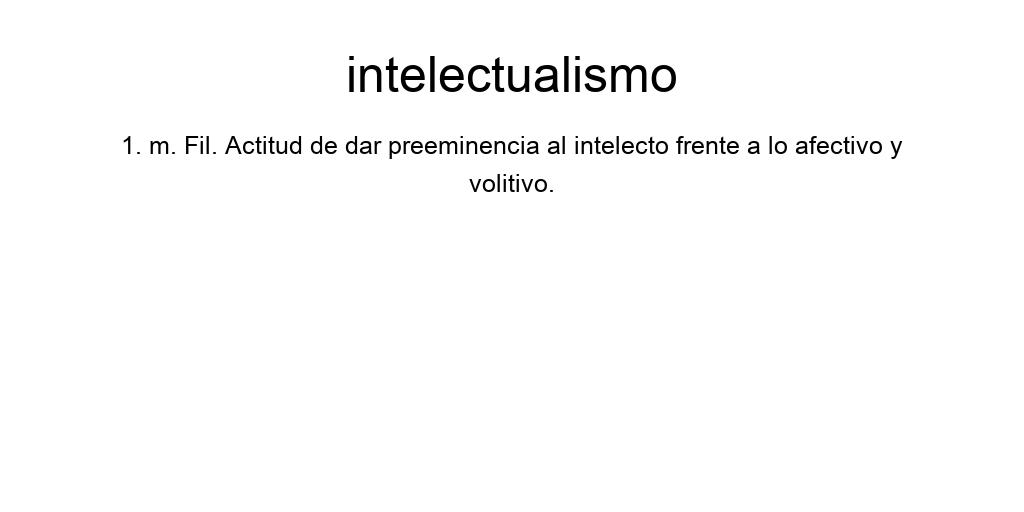 intelectualismo
1. m. Fil. Actitud de dar preeminencia al intelecto frente a lo afectivo y
volitivo.